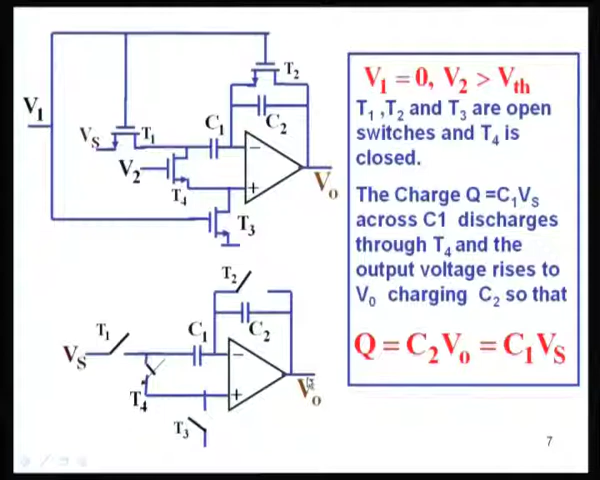 T2
V1
C2
VS
T1
C1
V2
T4
T3
Vo
V1 = 0, V2 > Vth
T1 ,T2 and T3 are open
switches and T4 is
closed.
The Charge Q =C1VS
across C1 discharges
through T4 and the
output voltage rises to
V0 charging C2 so that
Q = C2Vo = C1VS
T2
T1
C1
C2
VS
T4
Vo
T3
7